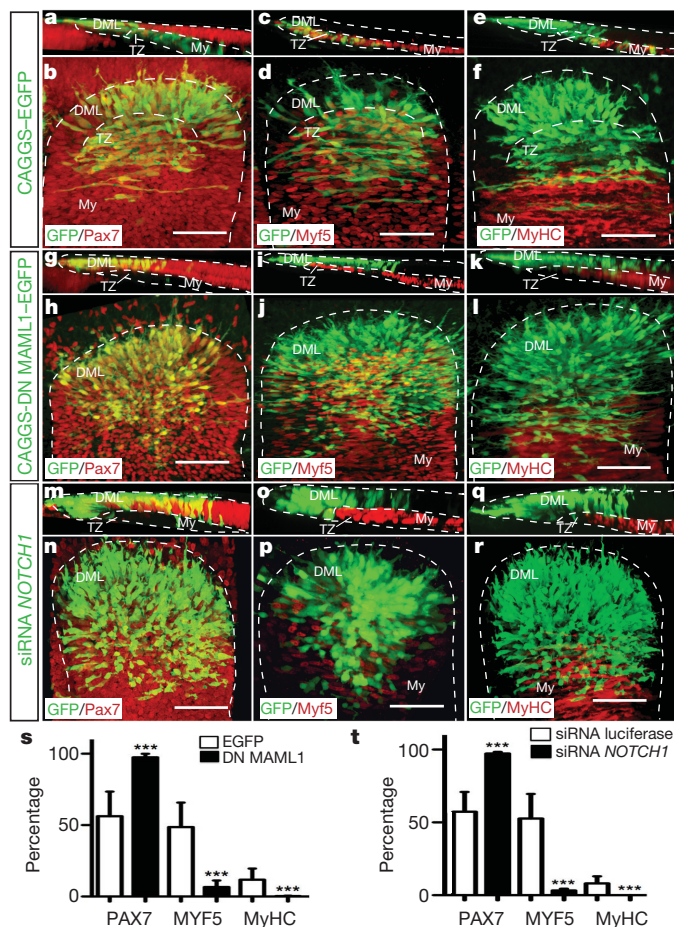 a
DML
TZ
My
c
DML
TZ
My
e
DML
TZ
My
CAGGS–EGFP
b
DML
TZ
My
GFP/Pax7
d
DML
TZ
My
GFP/Myf5
f
DML
TZ
My
GFP/MyHC
g
DML
TZ
My
i
DML
TZ
My
k
DML
TZ
My
CAGGS-DN MAML1–EGFP
h
DML
My
GFP/Pax7
j
DML
My
GFP/Myf5
l
DML
My
GFP/MyHC
m
DML
TZ
My
o
DML
TZ
My
q
DML
TZ
My
siRNA NOTCH1
n
DML
My
GFP/Pax7
p
DML
My
GFP/Myf5
r
DML
My
GFP/MyHC
s
EGFP
DN MAML1
Percentage
100
50
0
***
***
***
PAX7 MYF5 MyHC
t
siRNA luciferase
siRNA NOTCH1
Percentage
100
50
0
***
***
***
PAX7 MYF5 MyHC